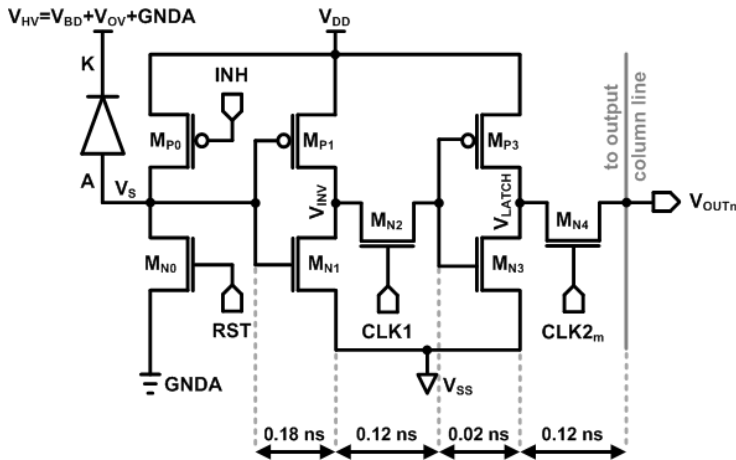 V_HV=V_BD+V_OV+GNDA
V_DD
K
INH
M_P0
M_P1
M_P3
to output
column line
A
V_S
V_INV
M_N2
V_LATCH
M_N4
V_OUTn
M_N0
M_N1
M_N3
RST
CLK1
CLK2_m
GNDA
V_SS
0.18 ns
0.12 ns
0.02 ns
0.12 ns